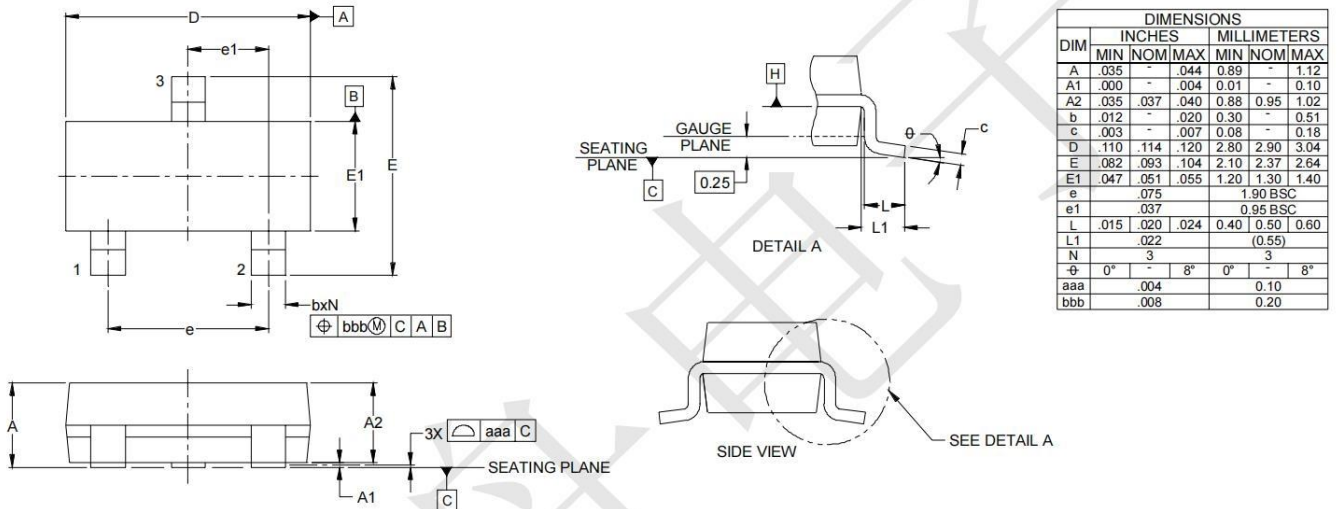 D
A
e1
3
B
E1
E
1
2
bxN
e
bbb Ⓜ C A B
A
A2
A1
3X aaa C
SEATING PLANE
C
H
GAUGE
PLANE
SEATING
PLANE
C
0.25
θ
c
L
L1
DETAIL A
SIDE VIEW
SEE DETAIL A
DIMENSIONS
DIM INCHES MILLIMETERS
MIN NOM MAX MIN NOM MAX
A .035 - .044 0.89 - 1.12
A1 .000 - .004 0.01 - 0.10
A2 .035 .037 .040 0.88 0.95 1.02
b .012 - .020 0.30 - 0.51
c .003 - .007 0.08 - 0.18
D .110 .114 .120 2.80 2.90 3.04
E .082 .093 .104 2.10 2.37 2.64
E1 .047 .051 .055 1.20 1.30 1.40
e .075 1.90 BSC
e1 .037 0.95 BSC
L .015 .020 .024 0.40 0.50 0.60
L1 .022 (0.55)
N 3 3
θ 0° - 8° 0° - 8°
aaa .004 0.10
bbb .008 0.20